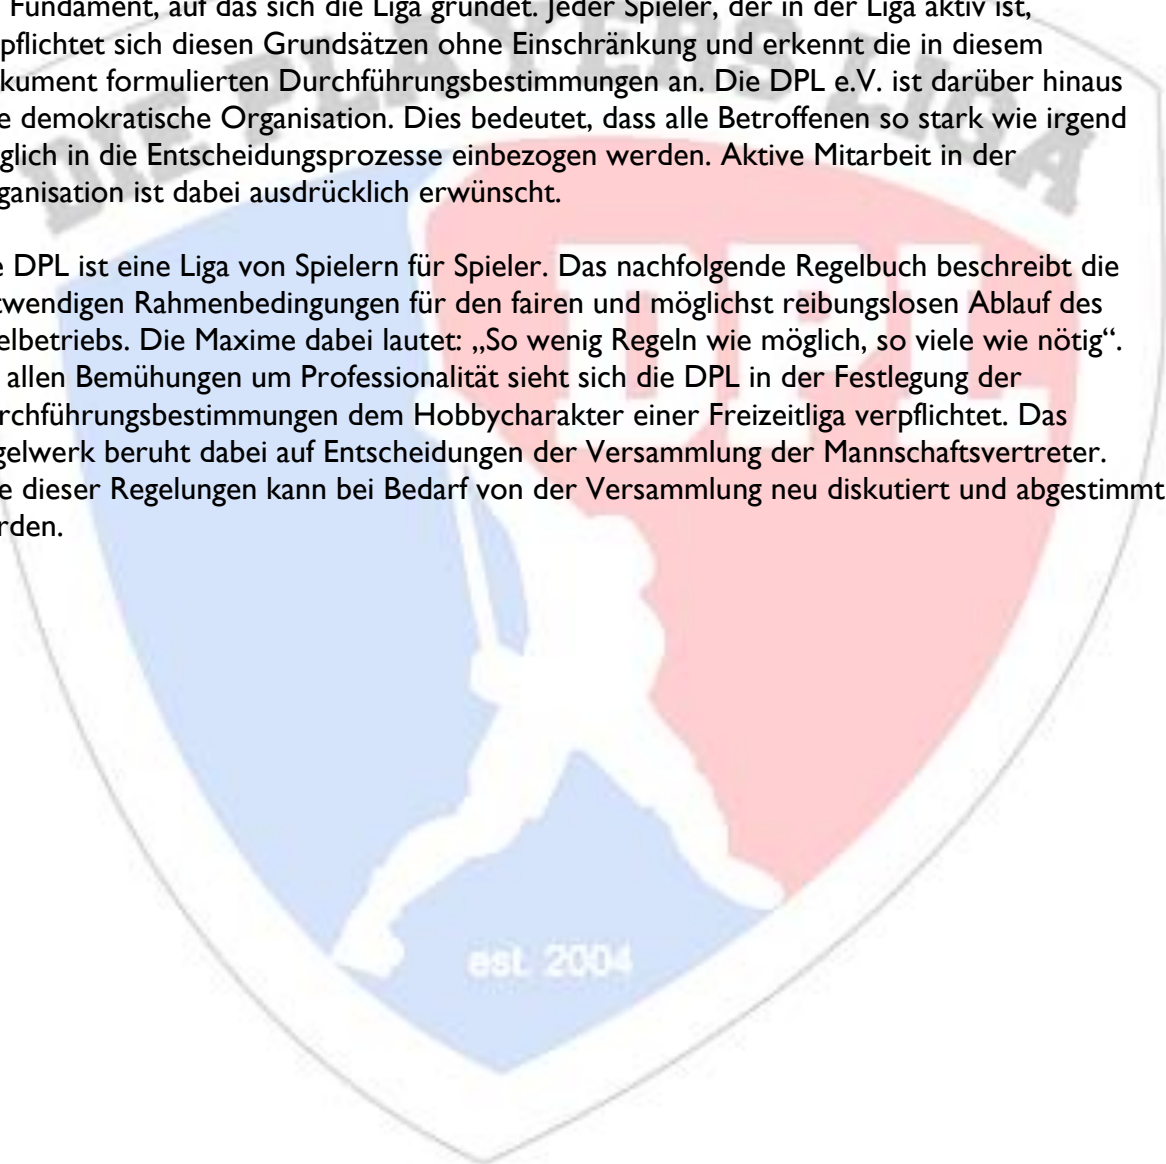 Fundament, auf das sich die Liga gründet. Jeder Spieler, der in der Liga aktiv ist,
pflichtet sich diesen Grundsätzen ohne Einschränkung und erkennt die in diesem
kument formulierten Durchführungsbestimmungen an. Die DPL e.V. ist darüber hinaus
e demokratische Organisation. Dies bedeutet, dass alle Betroffenen so stark wie irgend
glich in die Entscheidungsprozesse einbezogen werden. Aktive Mitarbeit in der
ganisation ist dabei ausdrücklich erwünscht.
e DPL ist eine Liga von Spielern für Spieler. Das nachfolgende Regelbuch beschreibt die
twendigen Rahmenbedingungen für den fairen und möglichst reibungslosen Ablauf des
elbetriebs. Die Maxime dabei lautet: „So wenig Regeln wie möglich, so viele wie nötig“.
allen Bemühungen um Professionalität sieht sich die DPL in der Festlegung der
rchführungsbestimmungen dem Hobbycharakter einer Freizeitliga verpflichtet. Das
gelwerk beruht dabei auf Entscheidungen der Versammlung der Mannschaftsvertreter.
e dieser Regelungen kann bei Bedarf von der Versammlung neu diskutiert und abgestimmt
rden.
DIE PLAYERS LIGA
DPL
est. 2004